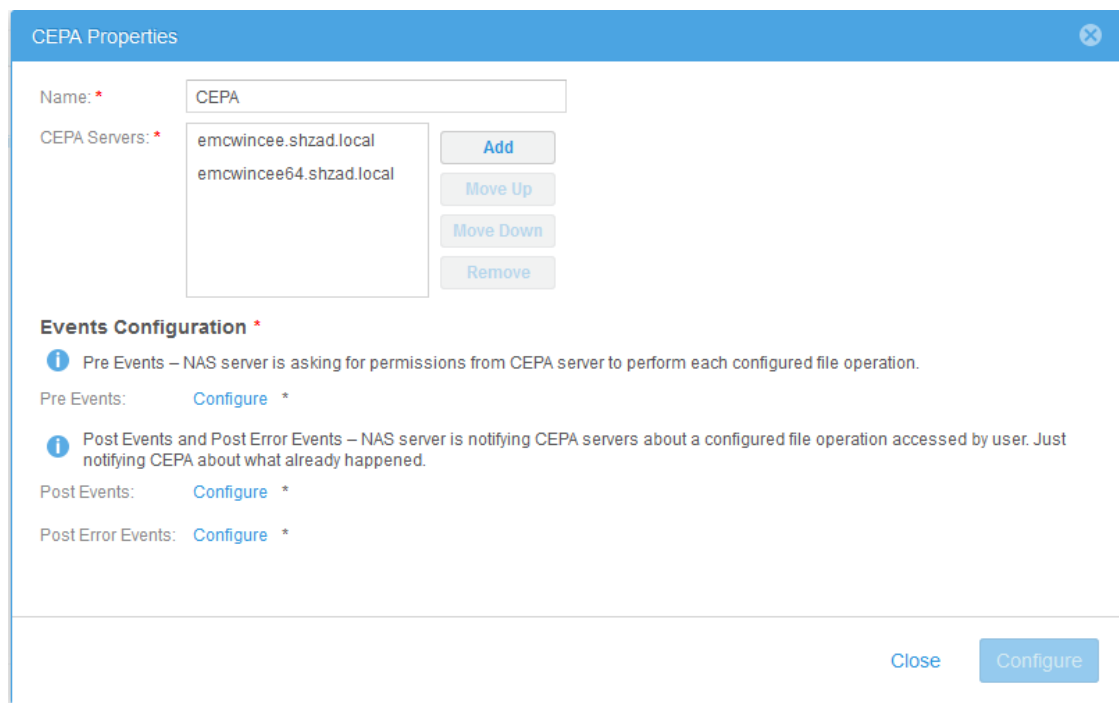 CEPA Properties
Name: * CEPA
CEPA Servers: * emcwincee.shzad.local
emcwincee64.shzad.local
Add
Move Up
Move Down
Remove
Events Configuration *
Pre Events – NAS server is asking for permissions from CEPA server to perform each configured file operation.
Pre Events: Configure *
Post Events and Post Error Events – NAS server is notifying CEPA servers about a configured file operation accessed by user. Just
notifying CEPA about what already happened.
Post Events: Configure *
Post Error Events: Configure *
Close Configure